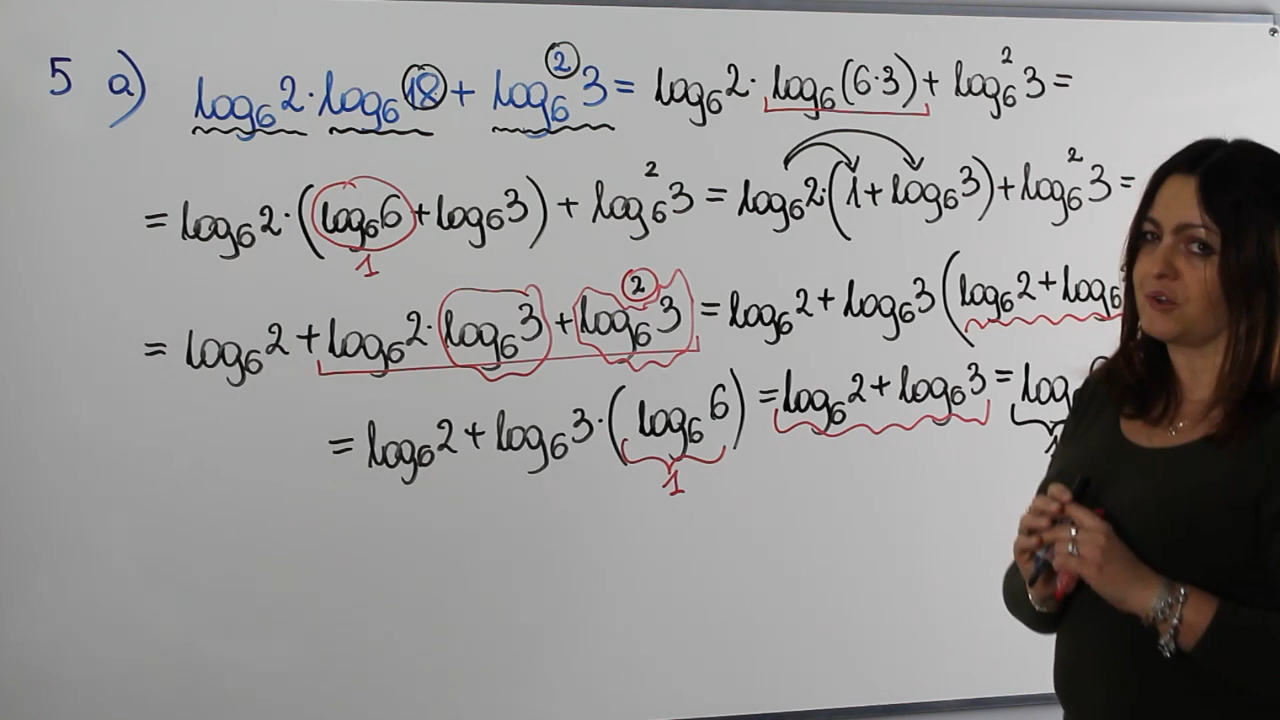 5 a) log₆2·log₆18 + log₆²3 = log₆2·log₆(6·3) + log₆²3 =
= log₆2·(log₆6 + log₆3) + log₆²3 = log₆2·(1 + log₆3) + log₆²3 =
1
= log₆2 + log₆2·log₆3 + log₆²3 = log₆2 + log₆3 (log₆2 + log₆
= log₆2 + log₆3·(log₆6) = log₆2 + log₆3 = log
1